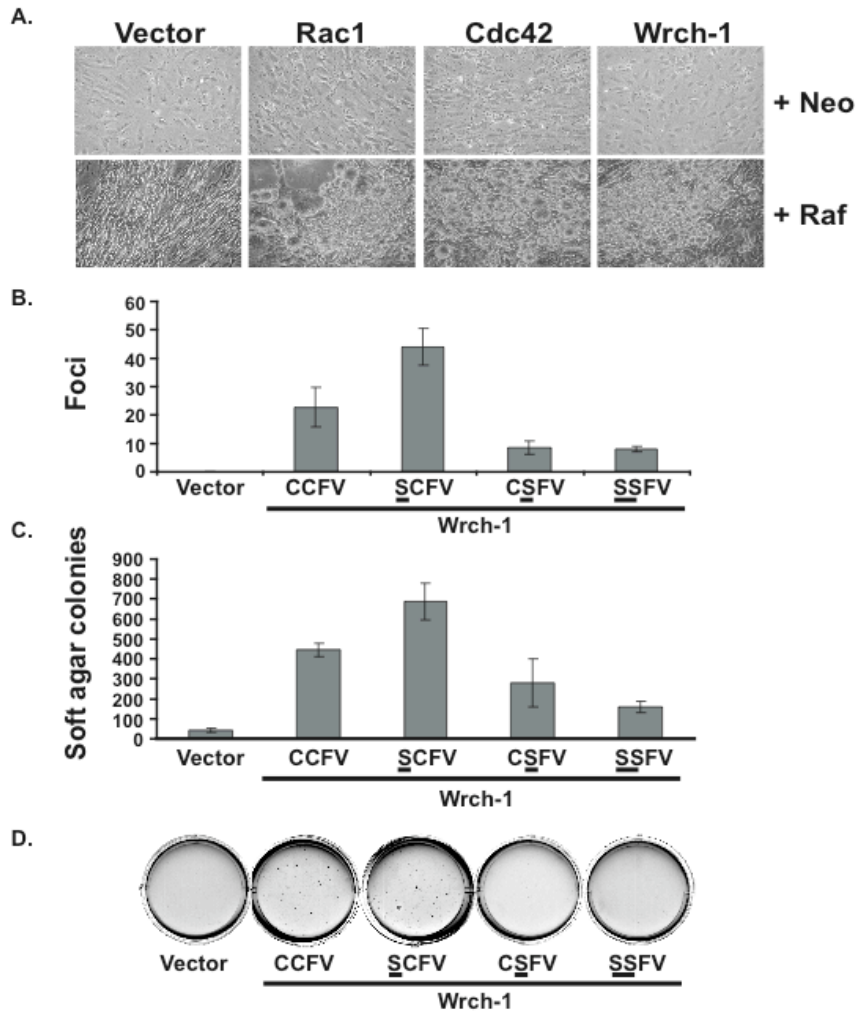 A.
Vector Rac1 Cdc42 Wrch-1
+ Neo
+ Raf
B.
60
50
40
30
20
10
0
Foci
Vector CCFV SCFV CSFV SSFV
Wrch-1
C.
900
800
700
600
500
400
300
200
100
0
Soft agar colonies
Vector CCFV SCFV CSFV SSFV
Wrch-1
D.
Vector CCFV SCFV CSFV SSFV
Wrch-1